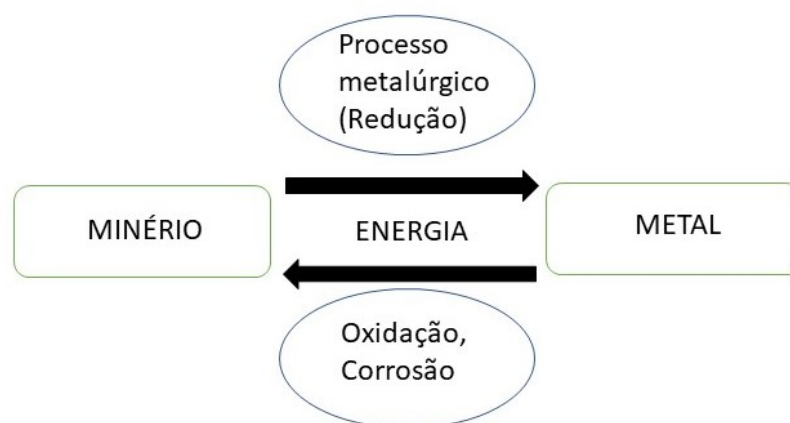 Processo
metalúrgico
(Redução)
MINÉRIO
ENERGIA
METAL
Oxidação,
Corrosão